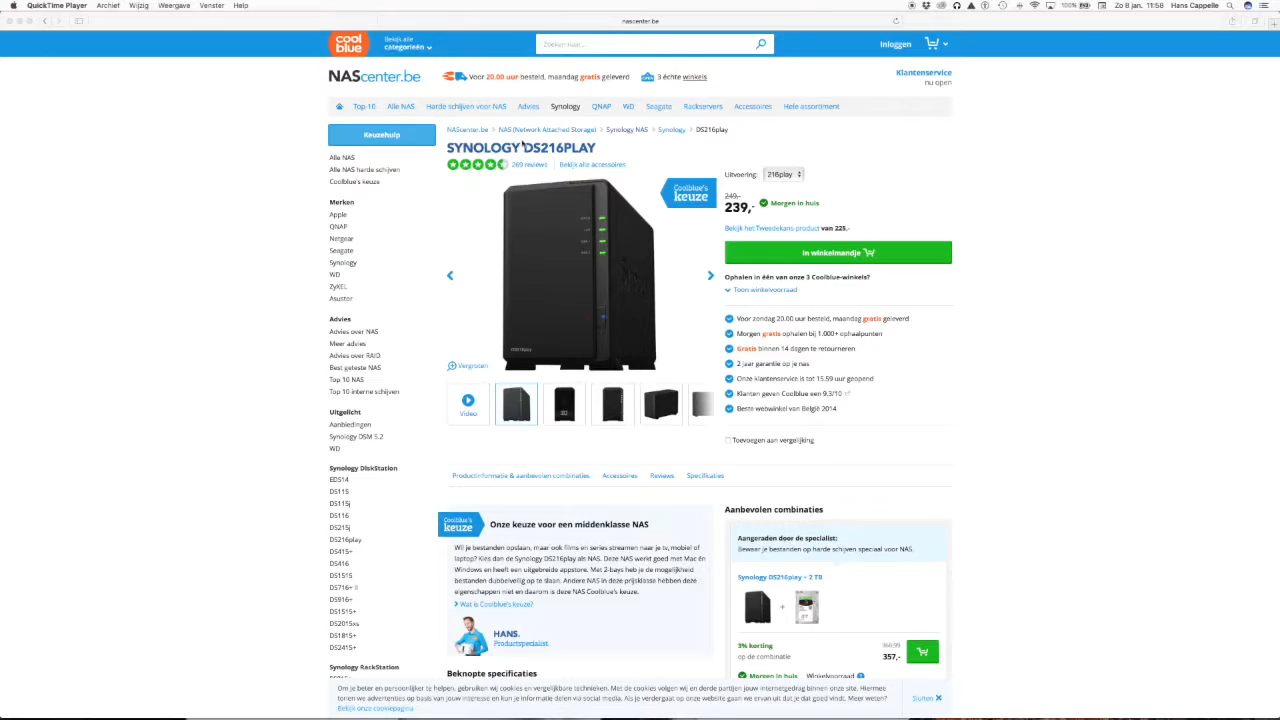 QuickTime Player Archief Wijzig Weergave Venster Help
100% Zo 8 jan. 11:58 Hans Cappelle
nascenter.be
cool blue
Bekijk alle categorieën
Zoeken naar...
Inloggen
NAScenter.be
Voor 20.00 uur besteld, maandag gratis geleverd
3 échte winkels
Klantenservice
nu open
Top-10 Alle NAS Harde schijven voor NAS Advies Synology QNAP WD Seagate Rackservers Accessoires Hele assortiment
Keuzehulp
Alle NAS
Alle NAS harde schijven
Coolblue's keuze
Merken
Apple
QNAP
Netgear
Seagate
Synology
WD
ZyXEL
Asustor
Advies
Advies over NAS
Meer advies
Advies over RAID
Best geteste NAS
Top 10 NAS
Top 10 interne schijven
Uitgelicht
Aanbiedingen
Synology DSM 5.2
WD
Synology DiskStation
EDS14
DS115
DS115j
DS116
DS215j
DS216play
DS415+
DS416
DS1515
DS716+ II
DS916+
DS1515+
DS2015xs
DS1815+
DS2415+
Synology RackStation
NAScenter.be > NAS (Network Attached Storage) > Synology NAS > Synology > DS216play
SYNOLOGY DS216PLAY
269 reviews Bekijk alle accessoires
Coolblue's keuze
Vergroten
Video
Uitvoering: 216play
249,-
239,- Morgen in huis
Bekijk het Tweedekans-product van 225,-
In winkelmandje
Ophalen in één van onze 3 Coolblue-winkels?
Toon winkelvoorraad
Voor zondag 20.00 uur besteld, maandag gratis geleverd
Morgen gratis ophalen bij 1.000+ ophaalpunten
Gratis binnen 14 dagen te retourneren
2 jaar garantie op je nas
Onze klantenservice is tot 15.59 uur geopend
Klanten geven Coolblue een 9.3/10
Beste webwinkel van België 2014
Toevoegen aan vergelijking
Productinformatie & aanbevolen combinaties Accessoires Reviews Specificaties
Coolblue's keuze
Onze keuze voor een middenklasse NAS
Wil je bestanden opslaan, maar ook films en series streamen naar je tv, mobiel of
laptop? Kies dan de Synology DS216play als NAS. Deze NAS werkt goed met Mac én
Windows en heeft een uitgebreide appstore. Met 2-bays heb je de mogelijkheid
bestanden dubbelveilig op te slaan. Andere NAS in deze prijsklasse hebben deze
eigenschappen niet en daarom is deze NAS Coolblue's keuze.
Wat is Coolblue's keuze?
HANS.
Productspecialist.
Beknopte specificaties
Aanbevolen combinaties
Aangeraden door de specialist:
Bewaar je bestanden op harde schijven speciaal voor NAS.
Synology DS216play + 2 TB
+
3% korting
op de combinatie
357,-
Morgen in huis Winkelvoorraad
Om je beter en persoonlijker te helpen, gebruiken wij cookies en vergelijkbare technieken. Met de cookies volgen wij en derde partijen jouw internetgedrag binnen onze site. Hiermee
tonen we advertenties op basis van jouw interesse en kun je informatie delen via social media. Als je verdergaat op onze website gaan we ervan uit dat je dat goed vindt. Meer weten?
Bekijk onze cookiepagina.
Sluiten